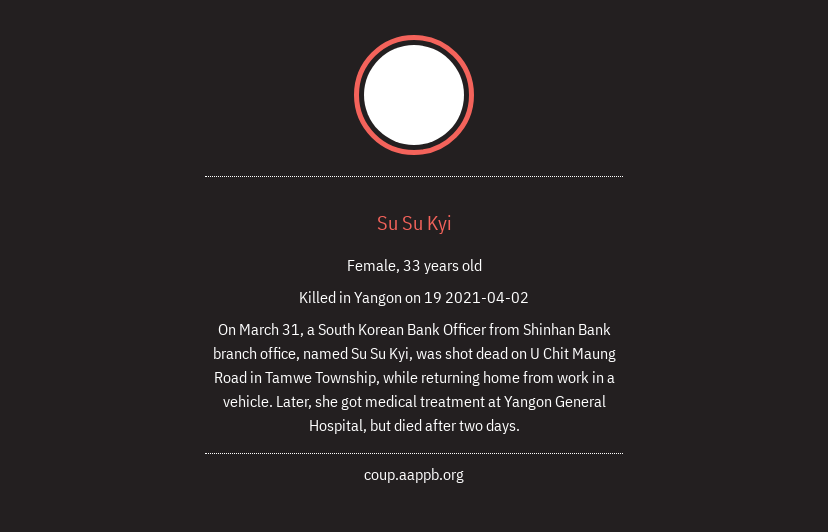 Su Su Kyi
Female, 33 years old
Killed in Yangon on 19 2021-04-02
On March 31, a South Korean Bank Officer from Shinhan Bank
branch office, named Su Su Kyi, was shot dead on U Chit Maung
Road in Tamwe Township, while returning home from work in a
vehicle. Later, she got medical treatment at Yangon General
Hospital, but died after two days.
coup.aappb.org